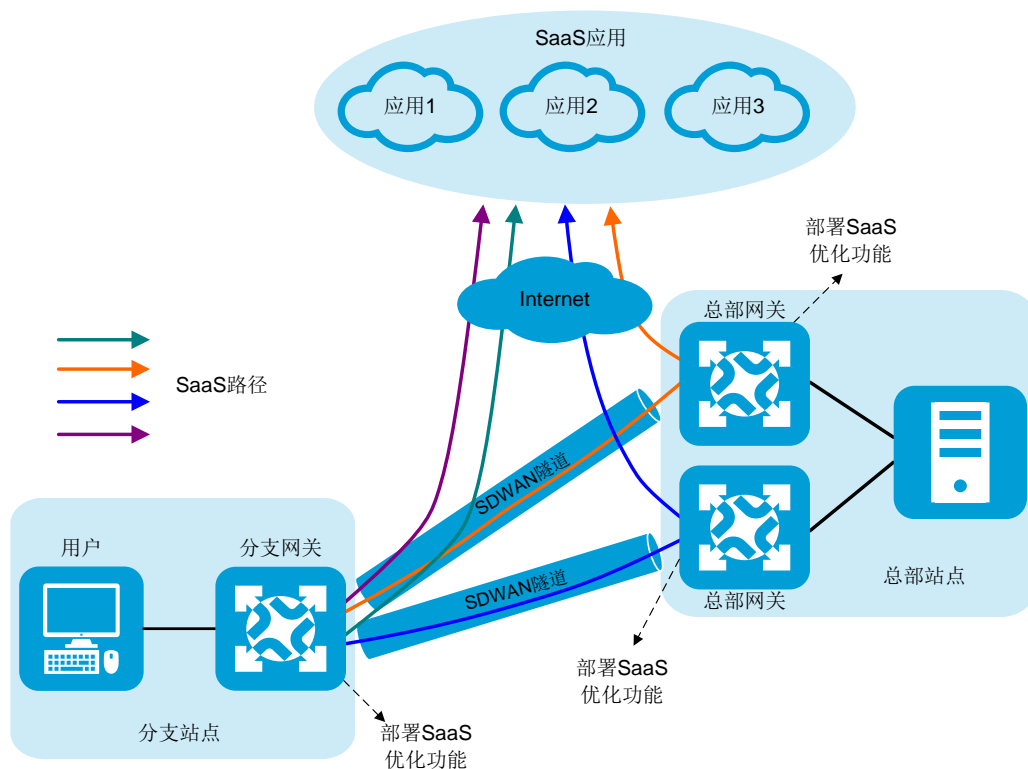 SaaS应用
应用1
应用2
应用3
部署SaaS
优化功能
Internet
总部网关
SaaS路径
SDWAN隧道
用户
分支网关
SDWAN隧道
总部网关
总部站点
部署SaaS
优化功能
分支站点
部署SaaS
优化功能